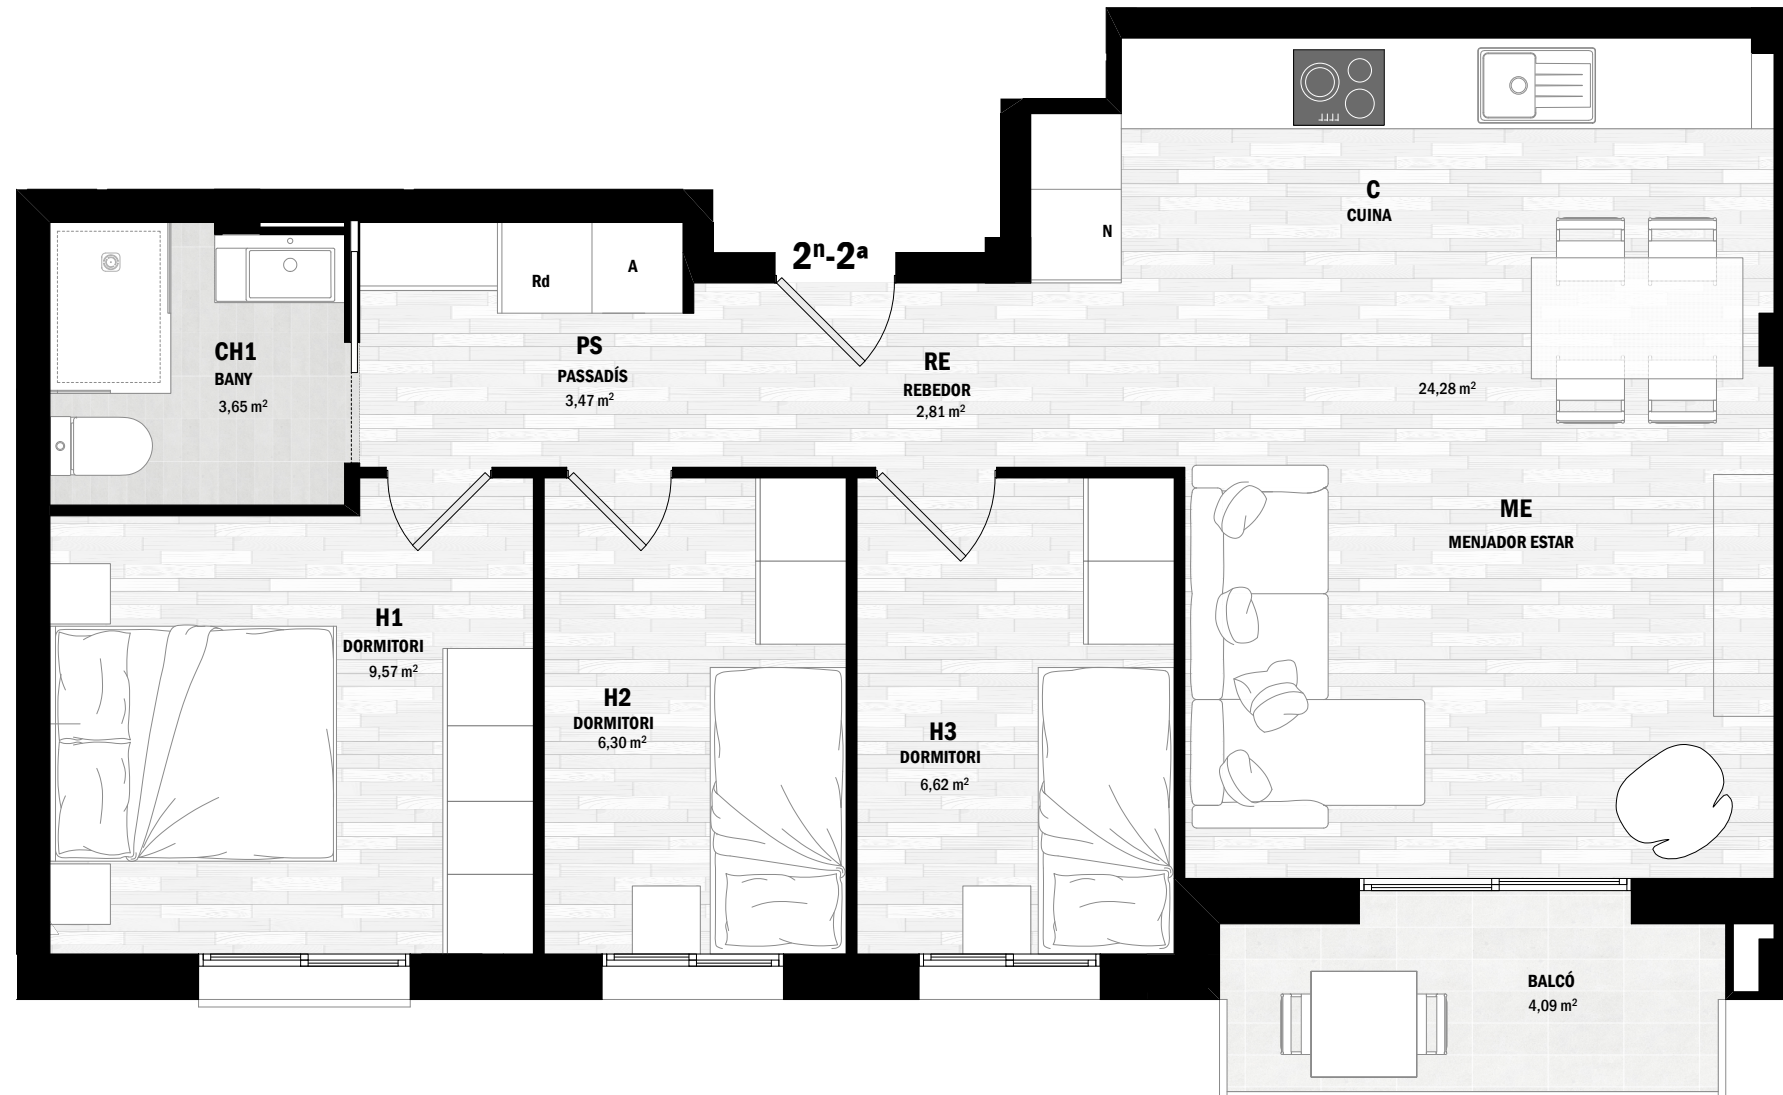 C
CUINA
N
2ⁿ-2ª
Rd
A
CH1
BANY
3,65 m²
PS
PASSADÍS
3,47 m²
RE
REBEDOR
2,81 m²
24,28 m²
ME
MENJADOR ESTAR
H1
DORMITORI
9,57 m²
H2
DORMITORI
6,30 m²
H3
DORMITORI
6,62 m²
BALCÓ
4,09 m²